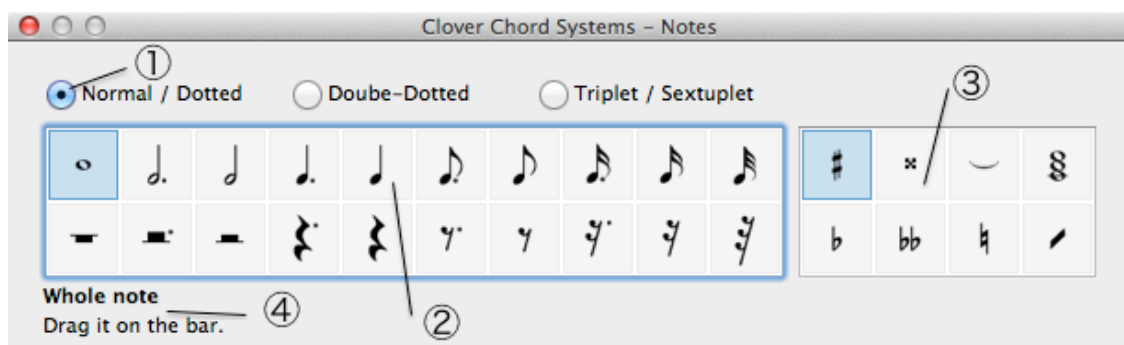 Clover Chord Systems – Notes
①
Normal / Dotted
Doube-Dotted
Triplet / Sextuplet
③
Whole note
④
②
Drag it on the bar.